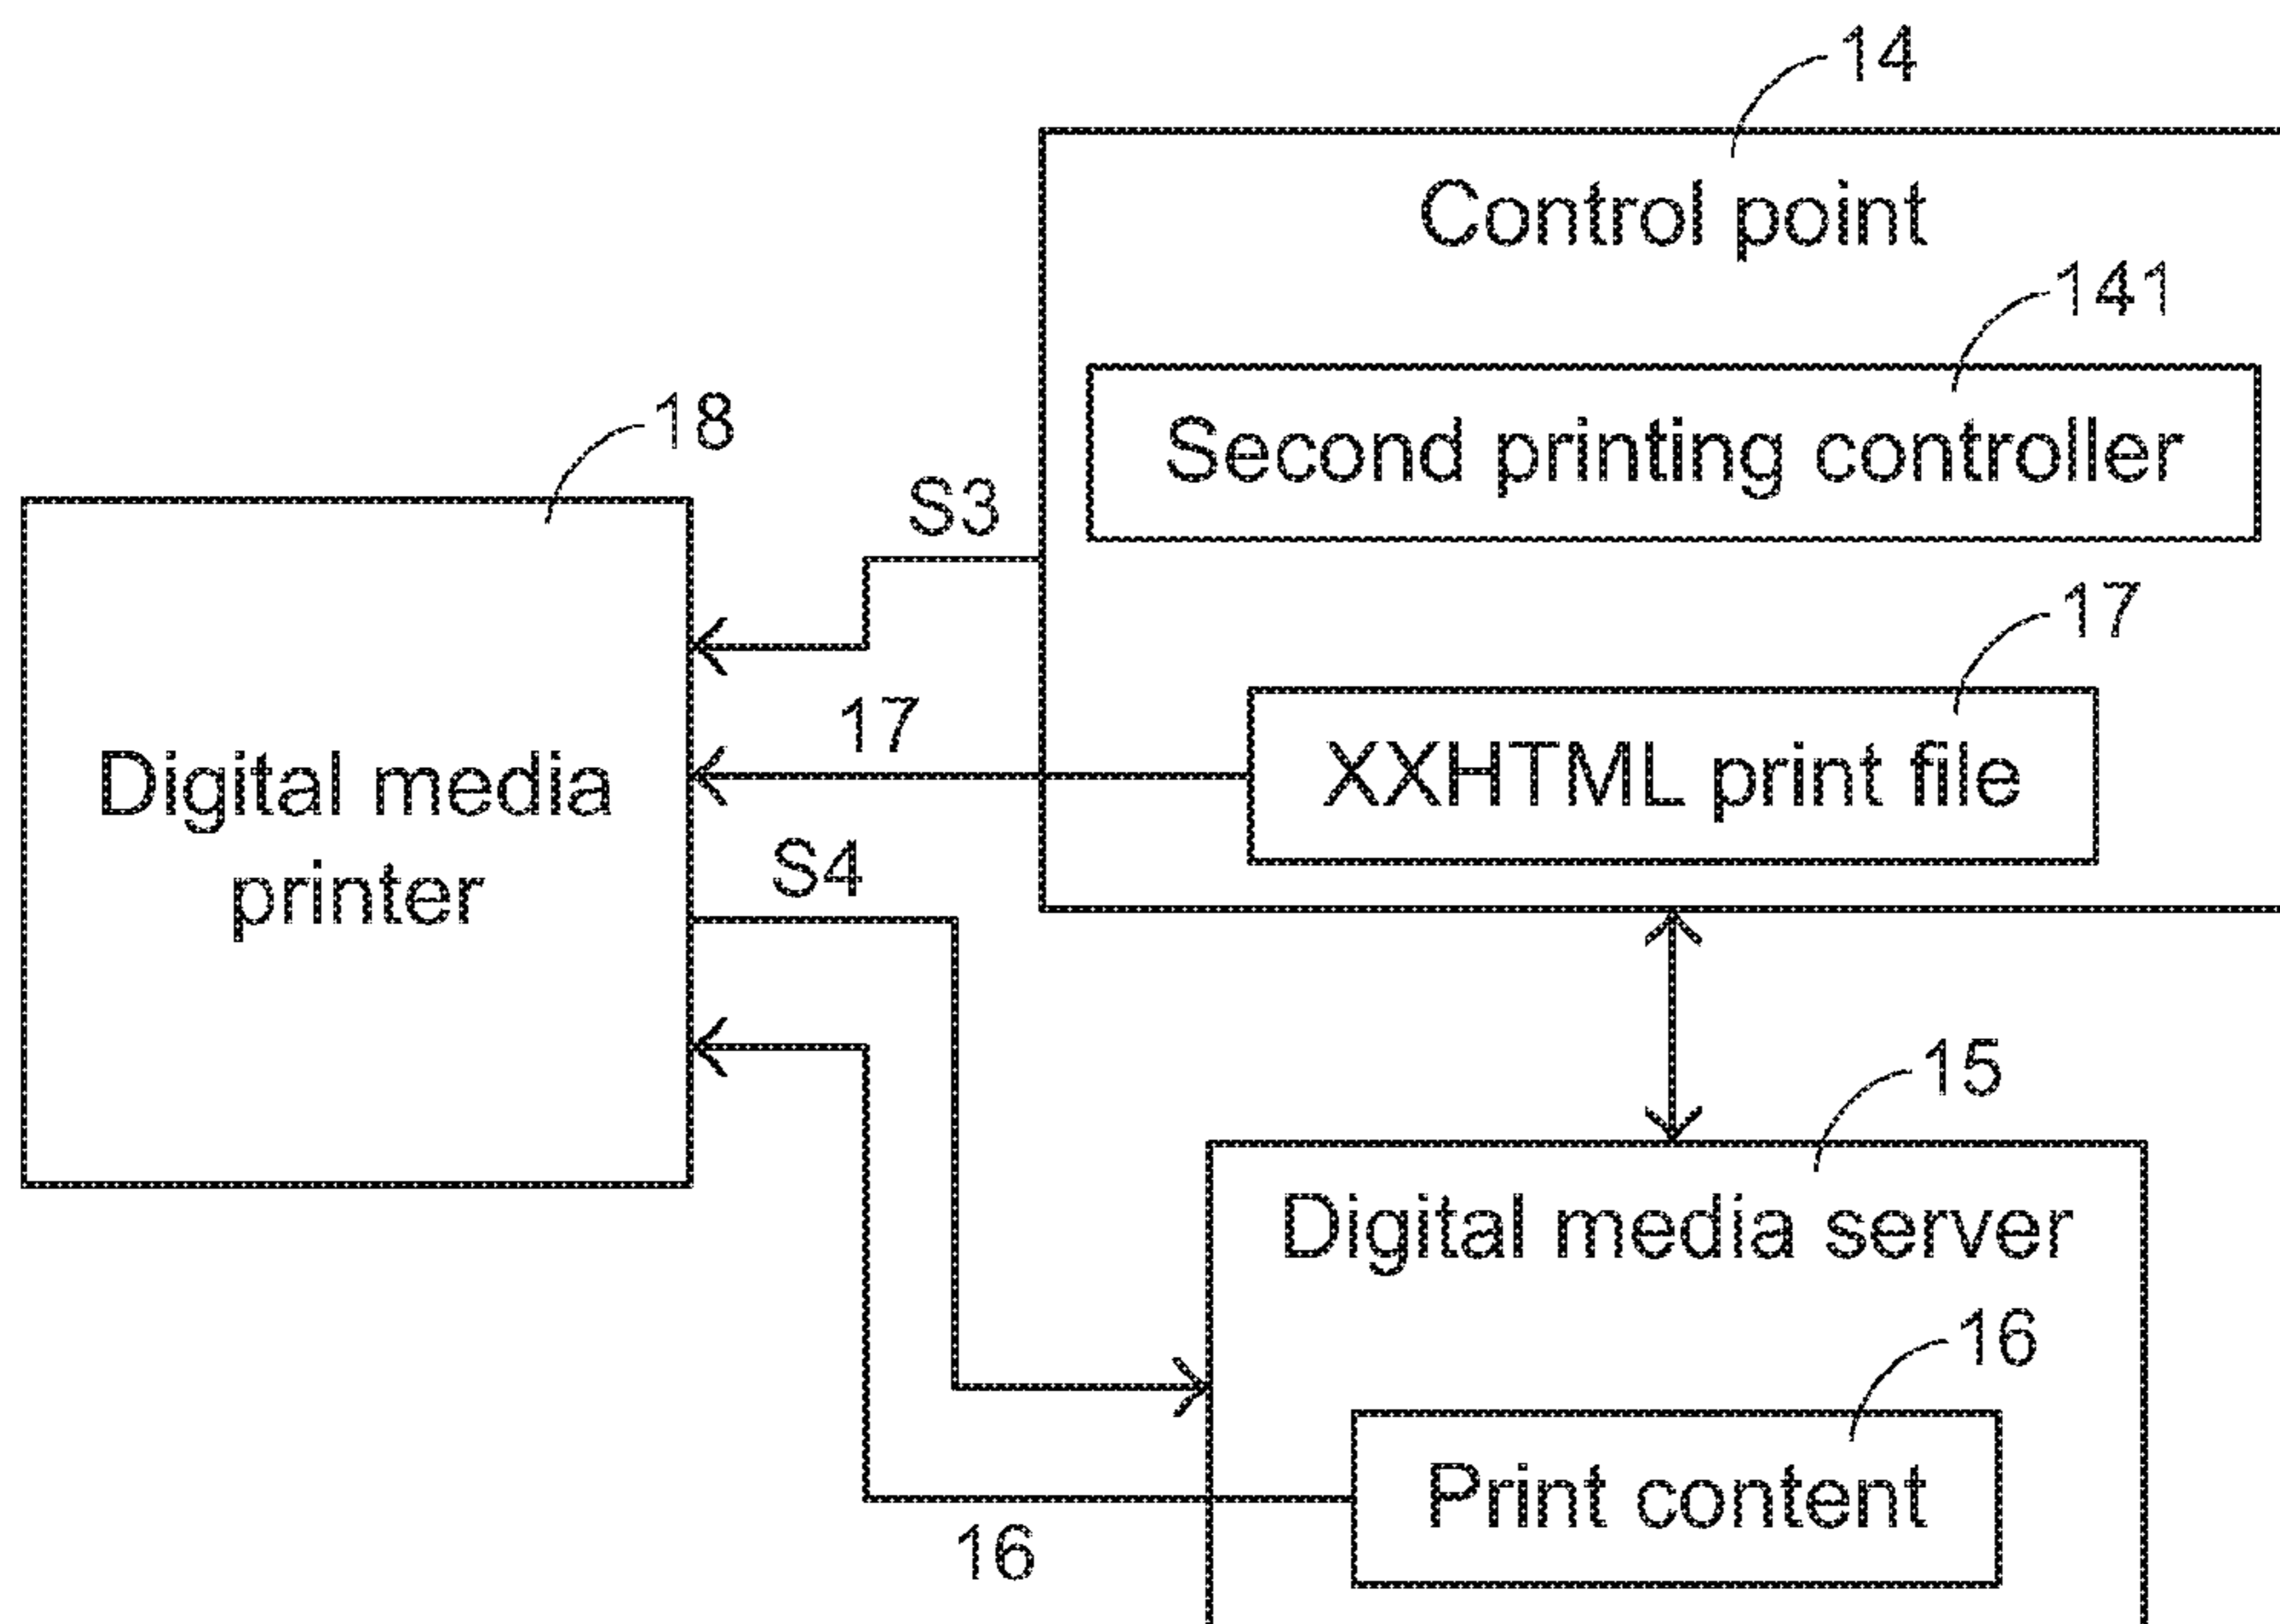 14
Control point
141
Second printing controller
18
S3
17
17
XXHTML print file
Digital media
printer
S4
15
Digital media server
16
Print content
16